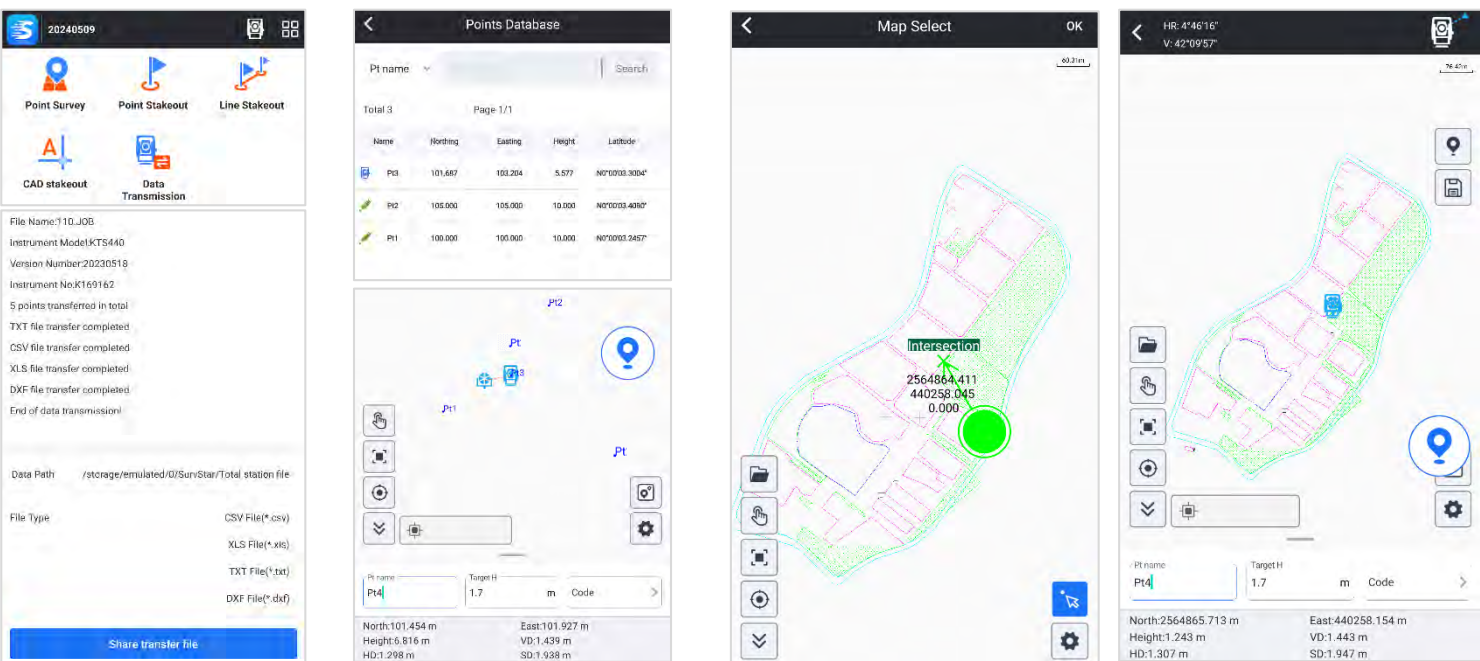 20240509
Point Survey
Point Stakeout
Line Stakeout
A
CAD stakeout
Data
Transmission
File Name:110.JOB
Instrument Model:KTS440
Version Number:20230518
Instrument No:K169162
5 points transferred in total
TXT file transfer completed
CSV file transfer completed
XLS file transfer completed
DXF file transfer completed
End of data transmission!
Data Path /storage/emulated/0/SurvStar/Total station file
File Type CSV File(*.csv)
XLS File(*.xls)
TXT File(*.txt)
DXF File(*.dxf)
Share transfer file
Points Database
Pt name Search
Total 3 Page 1/1
Name Northing Easting Height Latitude
Pt3 101.687 103.204 5.577 N0°00'03.3004"
Pt2 105.000 105.000 10.000 N0°00'03.4080"
Pt1 100.000 100.000 10.000 N0°00'03.2457"
Pt2
Pt
Pt3
Pt1
Pt
Pt name Target H
Pt4 1.7 m Code
North:101.454 m East:101.927 m
Height:6.816 m VD:1.439 m
HD:1.298 m SD:1.938 m
Map Select OK
60.21m
Intersection
2564864.411
440258.045
0.000
HR: 4°46'16"
V: 42°09'57"
76.42m
Pt name Target H
Pt4 1.7 m Code
North:2564865.713 m East:440258.154 m
Height:1.243 m VD:1.443 m
HD:1.307 m SD:1.947 m